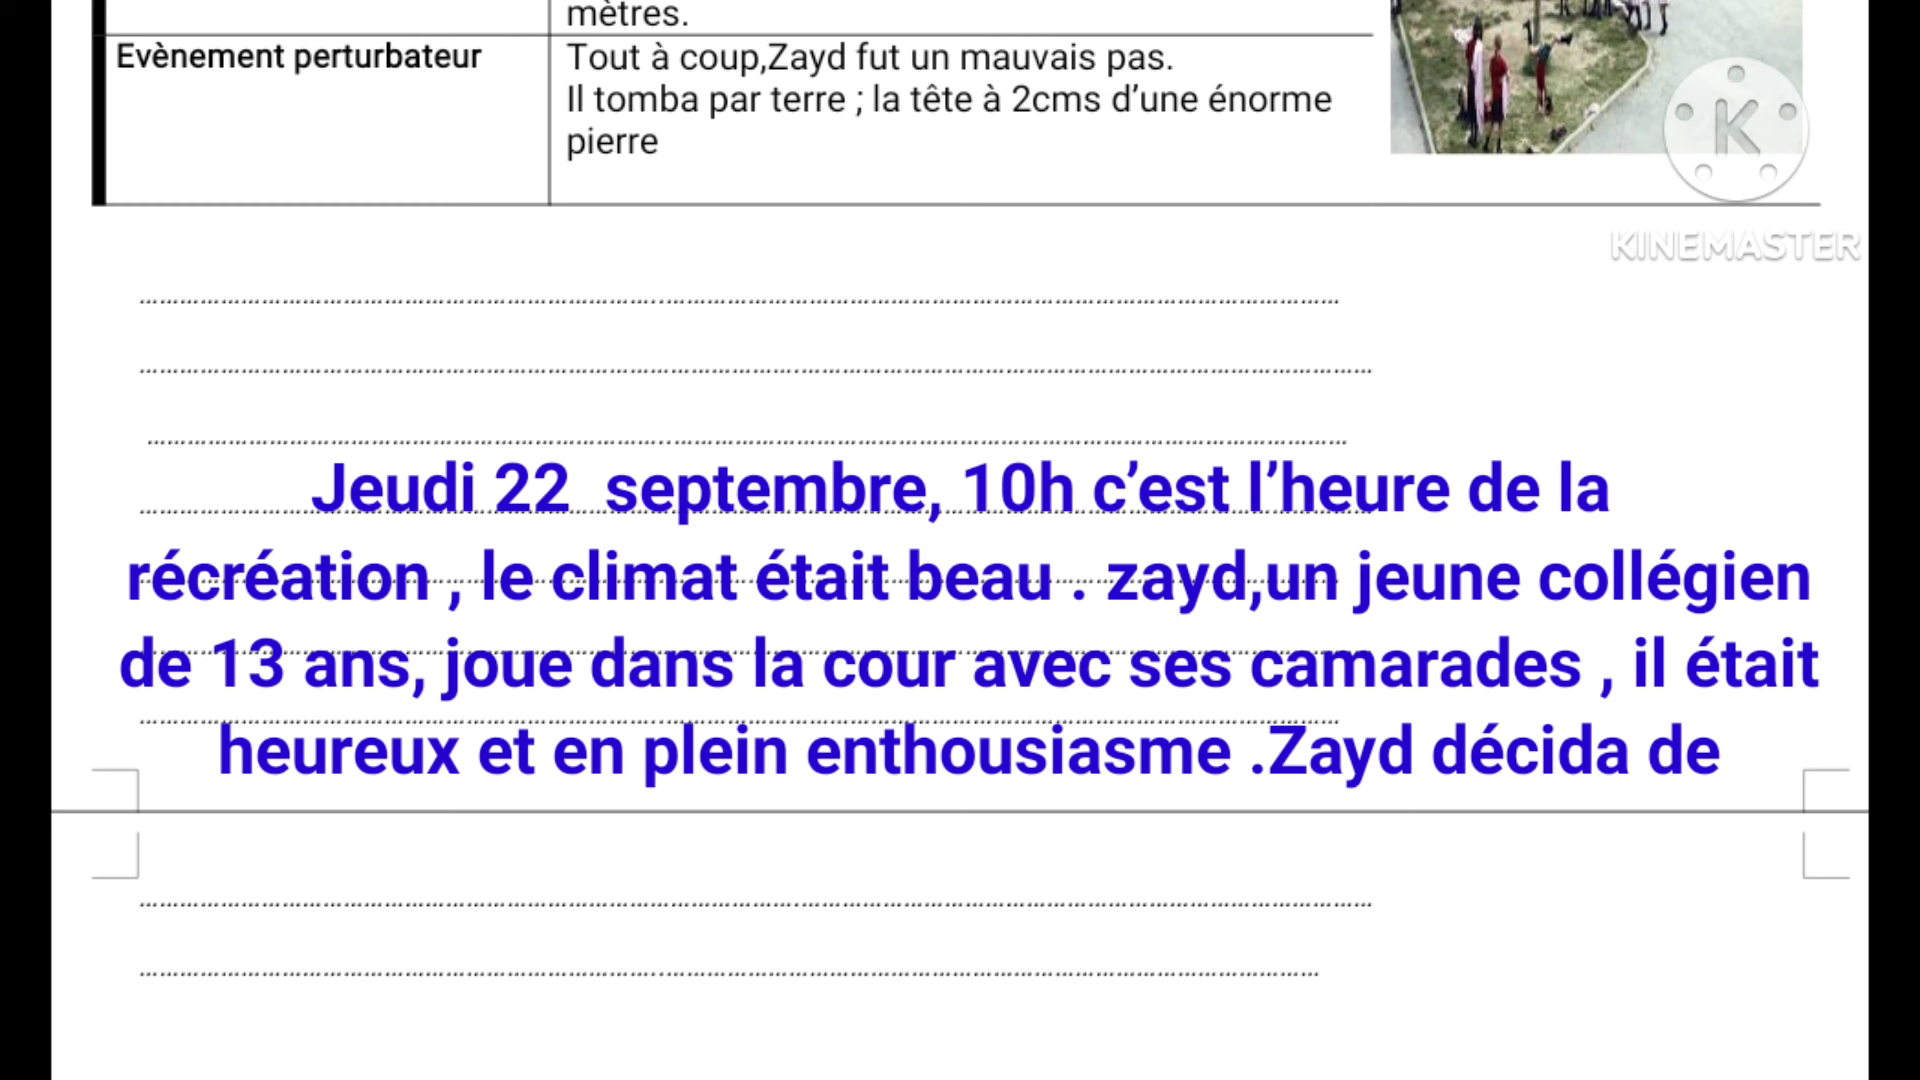 mètres.
Evènement perturbateur
Tout à coup,Zayd fut un mauvais pas.
Il tomba par terre ; la tête à 2cms d’une énorme
pierre
K
KINEMASTER
Jeudi 22  septembre, 10h c’est l’heure de la
récréation , le climat était beau . zayd,un jeune collégien
de 13 ans, joue dans la cour avec ses camarades , il était
heureux et en plein enthousiasme .Zayd décida de